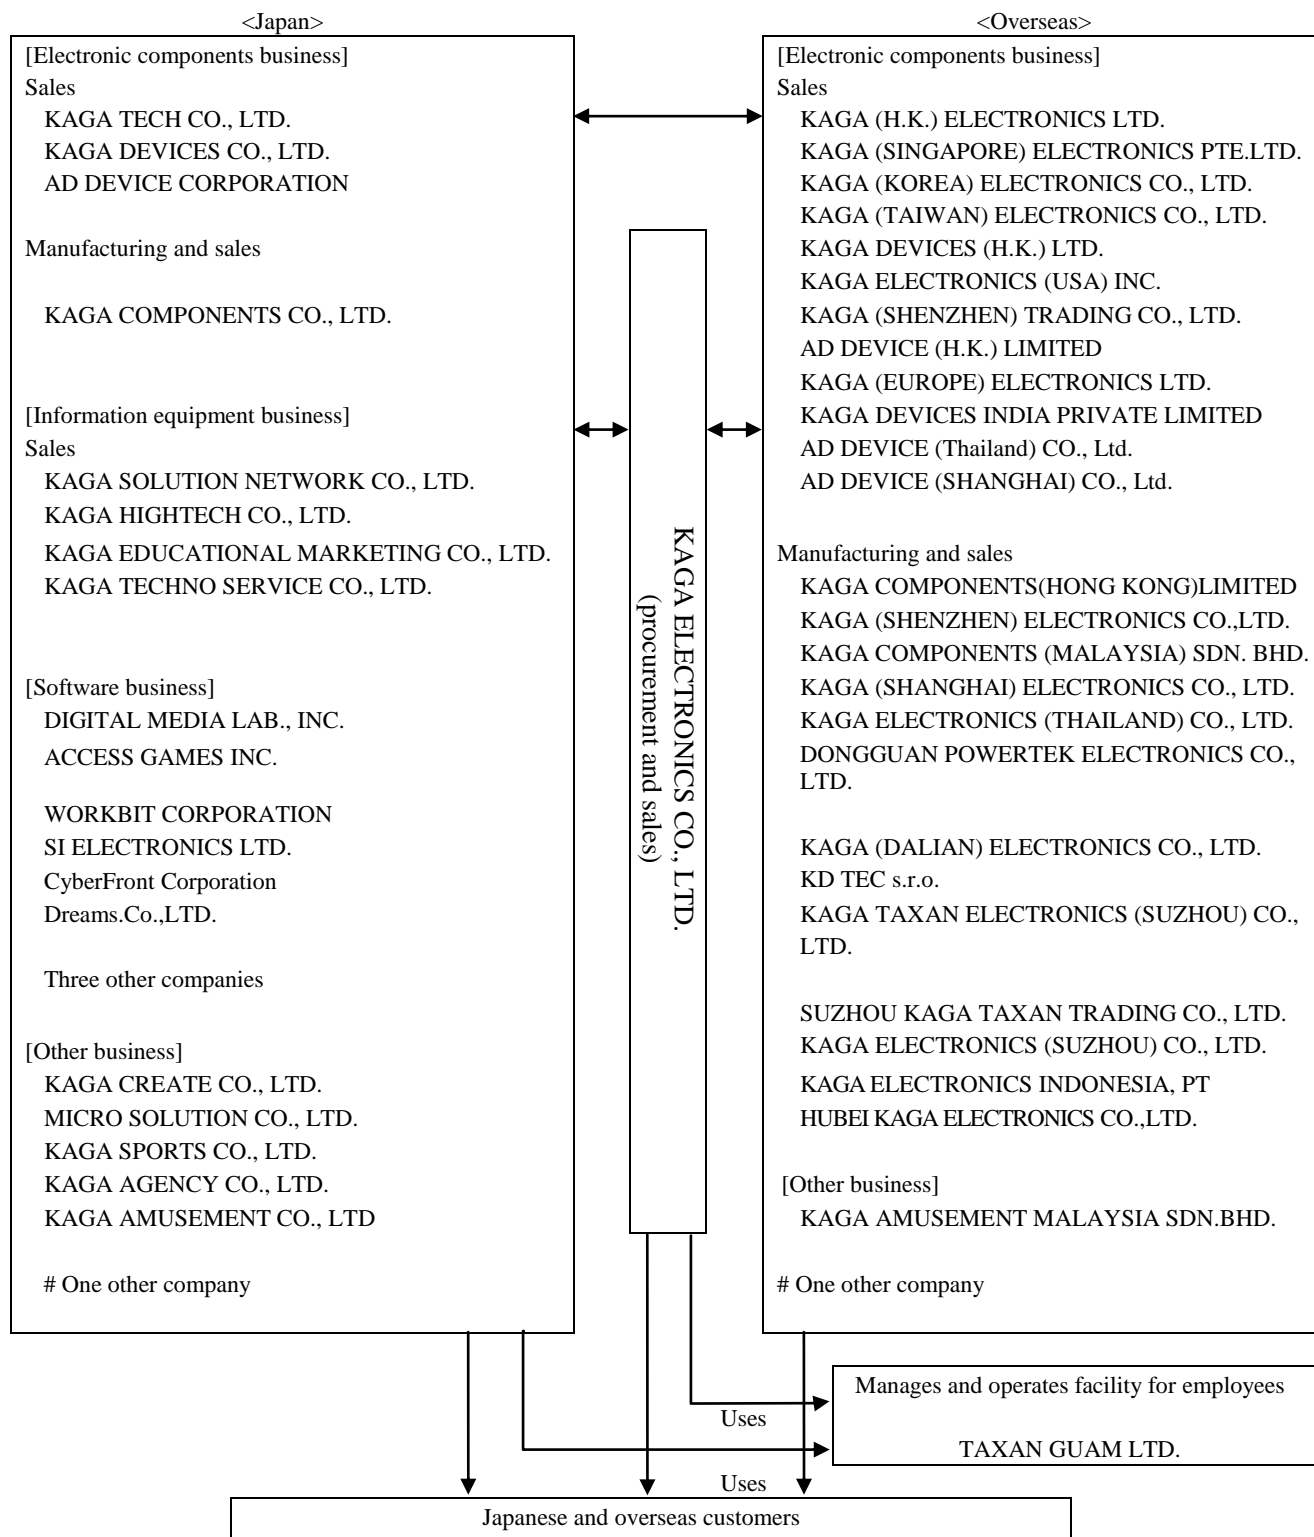 <Japan>
[Electronic components business]
Sales
KAGA TECH CO., LTD.
KAGA DEVICES CO., LTD.
AD DEVICE CORPORATION
Manufacturing and sales
KAGA COMPONENTS CO., LTD.
[Information equipment business]
Sales
KAGA SOLUTION NETWORK CO., LTD.
KAGA HIGHTECH CO., LTD.
KAGA EDUCATIONAL MARKETING CO., LTD.
KAGA TECHNO SERVICE CO., LTD.
[Software business]
DIGITAL MEDIA LAB., INC.
ACCESS GAMES INC.
WORKBIT CORPORATION
SI ELECTRONICS LTD.
CyberFront Corporation
Dreams.Co.,LTD.
Three other companies
[Other business]
KAGA CREATE CO., LTD.
MICRO SOLUTION CO., LTD.
KAGA SPORTS CO., LTD.
KAGA AGENCY CO., LTD.
KAGA AMUSEMENT CO., LTD
# One other company
KAGA ELECTRONICS CO., LTD.
(procurement and sales)
<Overseas>
[Electronic components business]
Sales
KAGA (H.K.) ELECTRONICS LTD.
KAGA (SINGAPORE) ELECTRONICS PTE.LTD.
KAGA (KOREA) ELECTRONICS CO., LTD.
KAGA (TAIWAN) ELECTRONICS CO., LTD.
KAGA DEVICES (H.K.) LTD.
KAGA ELECTRONICS (USA) INC.
KAGA (SHENZHEN) TRADING CO., LTD.
AD DEVICE (H.K.) LIMITED
KAGA (EUROPE) ELECTRONICS LTD.
KAGA DEVICES INDIA PRIVATE LIMITED
AD DEVICE (Thailand) CO., Ltd.
AD DEVICE (SHANGHAI) CO., Ltd.
Manufacturing and sales
KAGA COMPONENTS(HONG KONG)LIMITED
KAGA (SHENZHEN) ELECTRONICS CO.,LTD.
KAGA COMPONENTS (MALAYSIA) SDN. BHD.
KAGA (SHANGHAI) ELECTRONICS CO., LTD.
KAGA ELECTRONICS (THAILAND) CO., LTD.
DONGGUAN POWERTEK ELECTRONICS CO.,
LTD.
KAGA (DALIAN) ELECTRONICS CO., LTD.
KD TEC s.r.o.
KAGA TAXAN ELECTRONICS (SUZHOU) CO.,
LTD.
SUZHOU KAGA TAXAN TRADING CO., LTD.
KAGA ELECTRONICS (SUZHOU) CO., LTD.
KAGA ELECTRONICS INDONESIA, PT
HUBEI KAGA ELECTRONICS CO.,LTD.
[Other business]
KAGA AMUSEMENT MALAYSIA SDN.BHD.
# One other company
Uses
Manages and operates facility for employees
TAXAN GUAM LTD.
Uses
Japanese and overseas customers